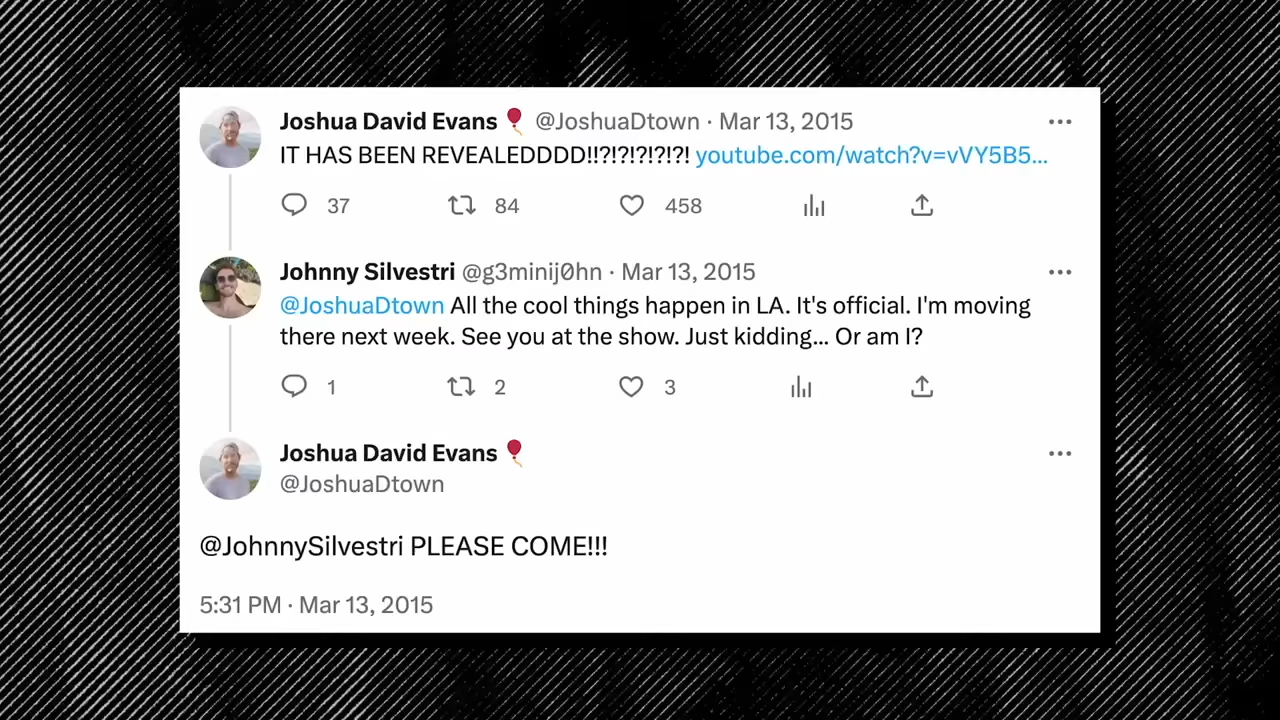 Joshua David Evans🎈 @JoshuaDtown · Mar 13, 2015
IT HAS BEEN REVEALEDDDD!!?!?!?!?!?! youtube.com/watch?v=vVY5B5...
37 84 458
Johnny Silvestri @g3minij0hn · Mar 13, 2015
@JoshuaDtown All the cool things happen in LA. It's official. I'm moving
there next week. See you at the show. Just kidding... Or am I?
1 2 3
Joshua David Evans🎈
@JoshuaDtown
@JohnnySilvestri PLEASE COME!!!
5:31 PM · Mar 13, 2015